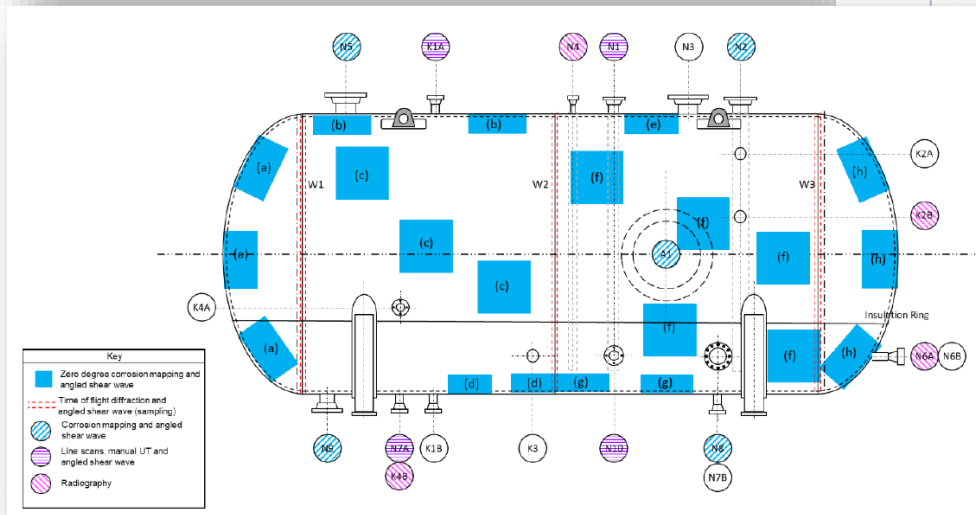 N5 K1A N4 N1 N3 N2
(b) (b) (e)
(a) (c) (f) (h) K2A
W1 W2 W3
(f) K2B
(a) (c) A1 (f) (h)
(c)
K4A (f) Insulation Ring
(a) (f) (h) N6A N6B
(d) (d) (g) (g)
N9 N7A K1B K3 N10 N8
K4B N7B
Key
Zero degree corrosion mapping and
angled shear wave
Time of flight diffraction and
angled shear wave (sampling)
Corrosion mapping and angled
shear wave
Line scans, manual UT and
angled shear wave
Radiography